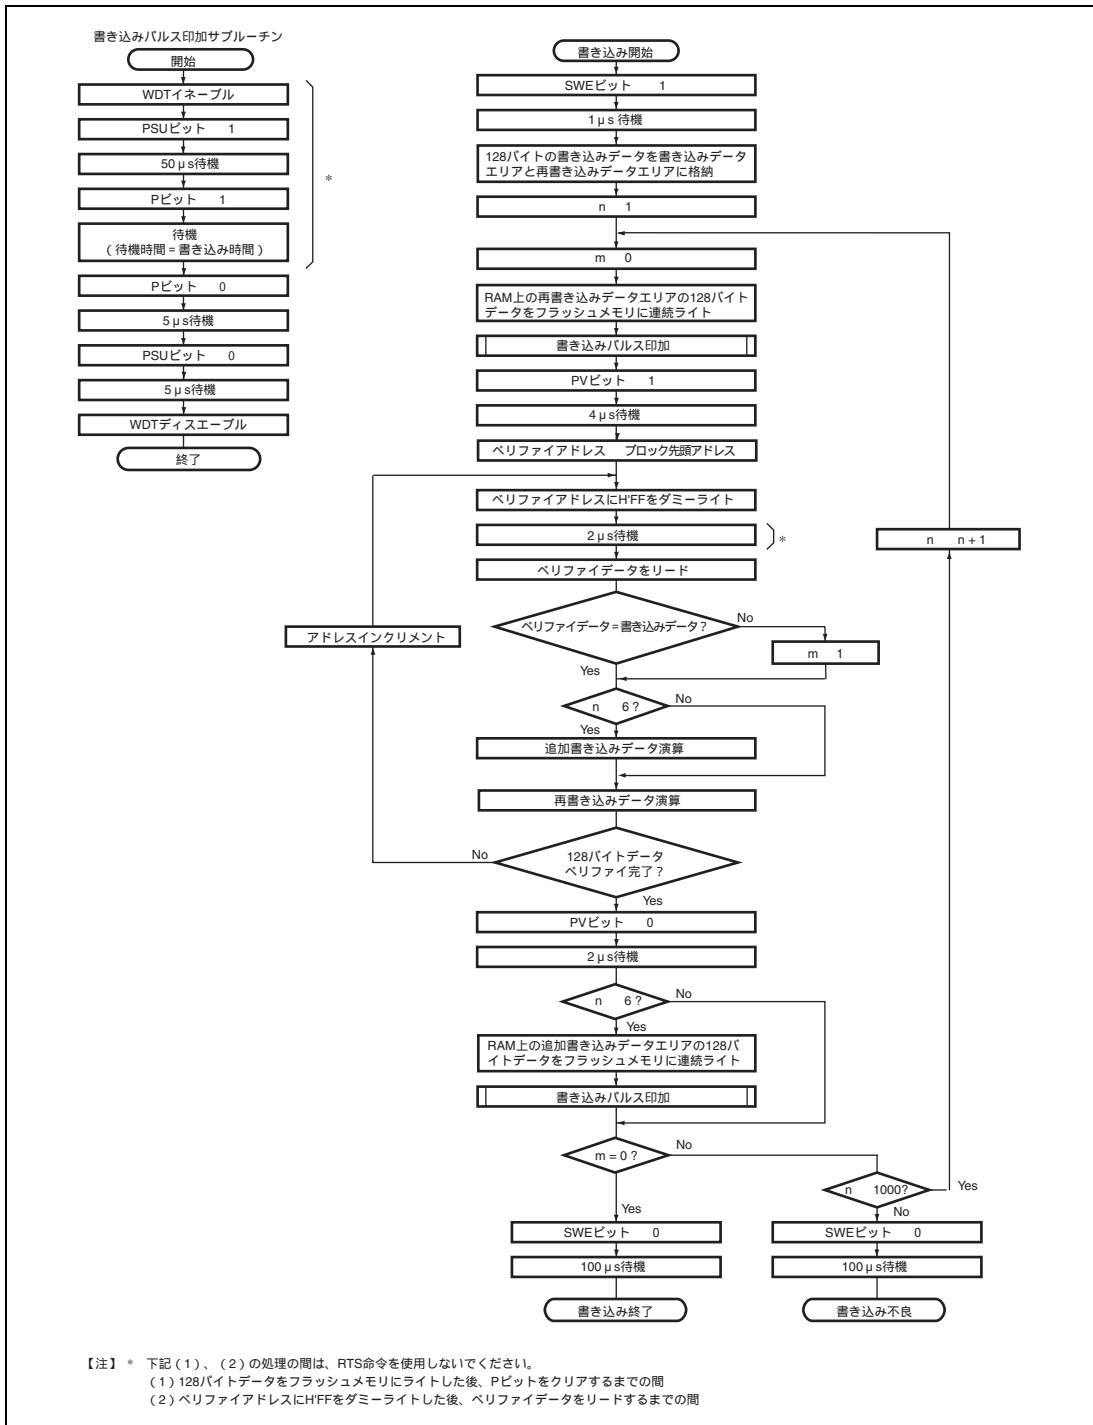 書き込みパルス印加サブルーチン
開始
WDTイネーブル
PSUビット 1
50μs待機
Pビット 1
待機
(待機時間=書き込み時間)
*
Pビット 0
5μs待機
PSUビット 0
5μs待機
WDTディスエーブル
終了
書き込み開始
SWEビット 1
1μs 待機
128バイトの書き込みデータを書き込みデータ
エリアと再書き込みデータエリアに格納
n 1
m 0
RAM上の再書き込みデータエリアの128バイト
データをフラッシュメモリに連続ライト
書き込みパルス印加
PVビット 1
4μs待機
ベリファイアドレス ブロック先頭アドレス
ベリファイアドレスにH'FFをダミーライト
2μs待機
*
n n + 1
ベリファイデータをリード
ベリファイデータ=書き込みデータ?
No
アドレスインクリメント
m 1
Yes
n 6 ?
No
Yes
追加書き込みデータ演算
再書き込みデータ演算
No
128バイトデータ
ベリファイ完了?
Yes
PVビット 0
2μs待機
n 6 ?
No
Yes
RAM上の追加書き込みデータエリアの128バ
イトデータをフラッシュメモリに連続ライト
書き込みパルス印加
m = 0 ?
No
n 1000?
Yes
Yes
No
SWEビット 0
SWEビット 0
100μs待機
100μs待機
書き込み終了
書き込み不良
【注】 * 下記(1)、(2)の処理の間は、RTS命令を使用しないでください。
(1)128バイトデータをフラッシュメモリにライトした後、Pビットをクリアするまでの間
(2)ベリファイアドレスにH'FFをダミーライトした後、ベリファイデータをリードするまでの間